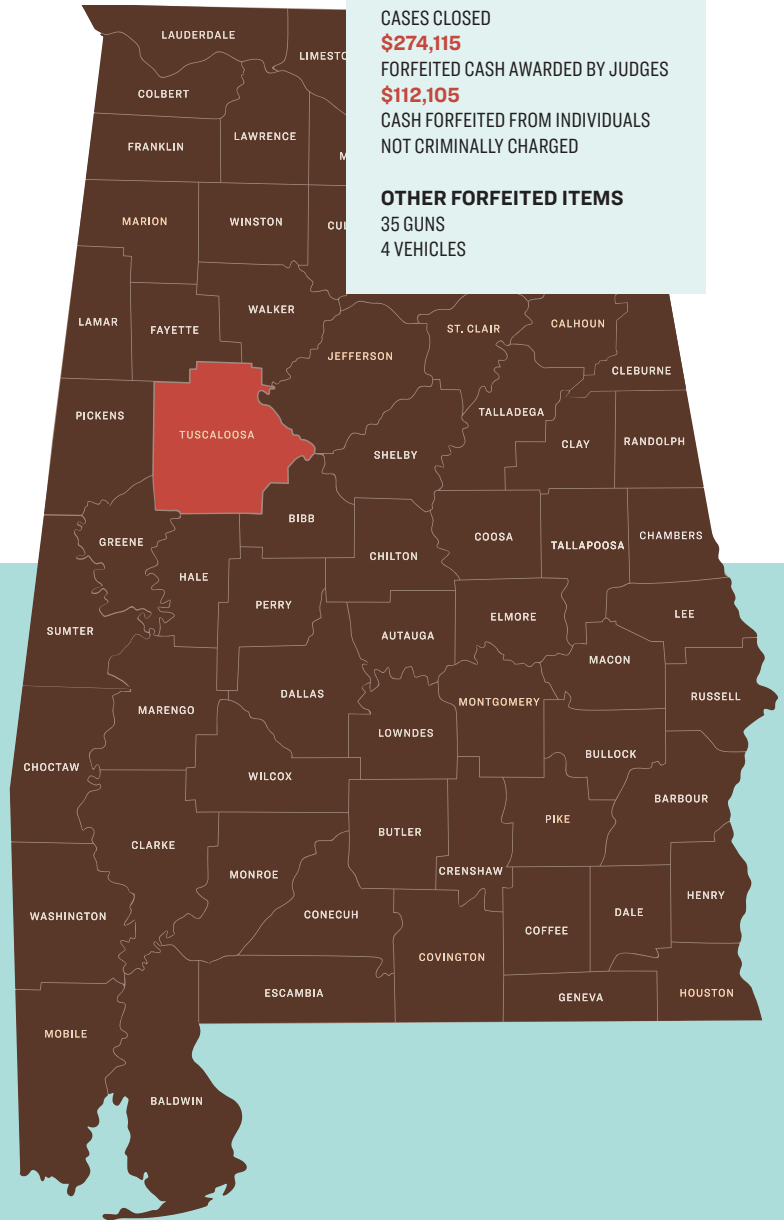 CASES CLOSED
$274,115
FORFEITED CASH AWARDED BY JUDGES
$112,105
CASH FORFEITED FROM INDIVIDUALS
NOT CRIMINALLY CHARGED
OTHER FORFEITED ITEMS
35 GUNS
4 VEHICLES
LAUDERDALE
LIMESTO
COLBERT
LAWRENCE
FRANKLIN
M
MARION
WINSTON
CUL
WALKER
LAMAR
FAYETTE
ST. CLAIR
CALHOUN
JEFFERSON
CLEBURNE
PICKENS
TALLADEGA
TUSCALOOSA
CLAY
RANDOLPH
SHELBY
BIBB
COOSA
CHAMBERS
GREENE
TALLAPOOSA
CHILTON
HALE
PERRY
ELMORE
LEE
SUMTER
AUTAUGA
MACON
DALLAS
RUSSELL
MONTGOMERY
MARENGO
LOWNDES
BULLOCK
CHOCTAW
WILCOX
BARBOUR
PIKE
BUTLER
CLARKE
CRENSHAW
MONROE
HENRY
WASHINGTON
CONECUH
DALE
COFFEE
COVINGTON
ESCAMBIA
HOUSTON
GENEVA
MOBILE
BALDWIN